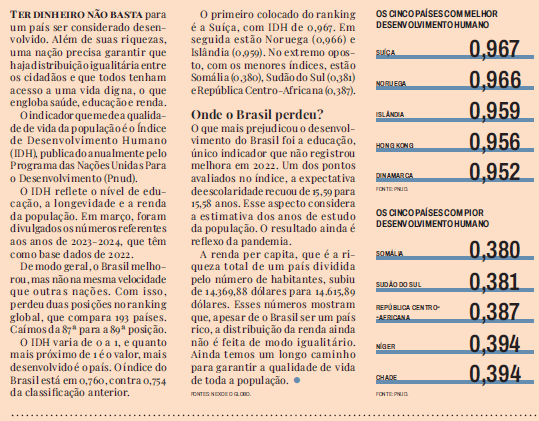 TER DINHEIRO NÃO BASTA para
um país ser considerado desen-
volvido. Além de suas riquezas,
uma nação precisa garantir que
haja distribuição igualitária entre
os cidadãos e que todos tenham
acesso a uma vida digna, o que
engloba saúde, educação e renda.
O indicador que mede a qualida-
de de vida da população é o Índice
de Desenvolvimento Humano
(IDH), publicado anualmente pelo
Programa das Nações Unidas Para
o Desenvolvimento (Pnud).
O IDH reflete o nível de edu-
cação, a longevidade e a renda
da população. Em março, foram
divulgados os números referentes
aos anos de 2023-2024, que têm
como base dados de 2022.
De modo geral, o Brasil melho-
rou, mas não na mesma velocidade
que outras nações. Com isso,
perdeu duas posições no ranking
global, que compara 193 países.
Caímos da 87ª para a 89ª posição.
O IDH varia de 0 a 1, e quanto
mais próximo de 1 é o valor, mais
desenvolvido é o país. O índice do
Brasil está em 0,760, contra 0,754
da classificação anterior.
O primeiro colocado do ranking
é a Suíça, com IDH de 0,967. Em
seguida estão Noruega (0,966) e
Islândia (0,959). No extremo opos-
to, com os menores índices, estão
Somália (0,380), Sudão do Sul (0,381)
e República Centro-Africana (0,387).
Onde o Brasil perdeu?
O que mais prejudicou o desenvol-
vimento do Brasil foi a educação,
único indicador que não registrou
melhora em 2022. Um dos pontos
avaliados no índice, a expectativa
de escolaridade recuou de 15,59 para
15,58 anos. Esse aspecto considera
a estimativa dos anos de estudo
da população. O resultado ainda é
reflexo da pandemia.
A renda per capita, que é a ri-
queza total de um país dividida
pelo número de habitantes, subiu
de 14.369,88 dólares para 14.615,89
dólares. Esses números mostram
que, apesar de o Brasil ser um país
rico, a distribuição da renda ainda
não é feita de modo igualitário.
Ainda temos um longo caminho
para garantir a qualidade de vida
de toda a população.
FONTES: NEXO E O GLOBO.
OS CINCO PAÍSES COM MELHOR
DESENVOLVIMENTO HUMANO
SUÍÇA 0,967
NORUEGA 0,966
ISLÂNDIA 0,959
HONG KONG 0,956
DINAMARCA 0,952
FONTE: PNUD.
OS CINCO PAÍSES COM PIOR
DESENVOLVIMENTO HUMANO
SOMÁLIA 0,380
SUDÃO DO SUL 0,381
REPÚBLICA CENTRO-
-AFRICANA 0,387
NÍGER 0,394
CHADE 0,394
FONTE: PNUD.